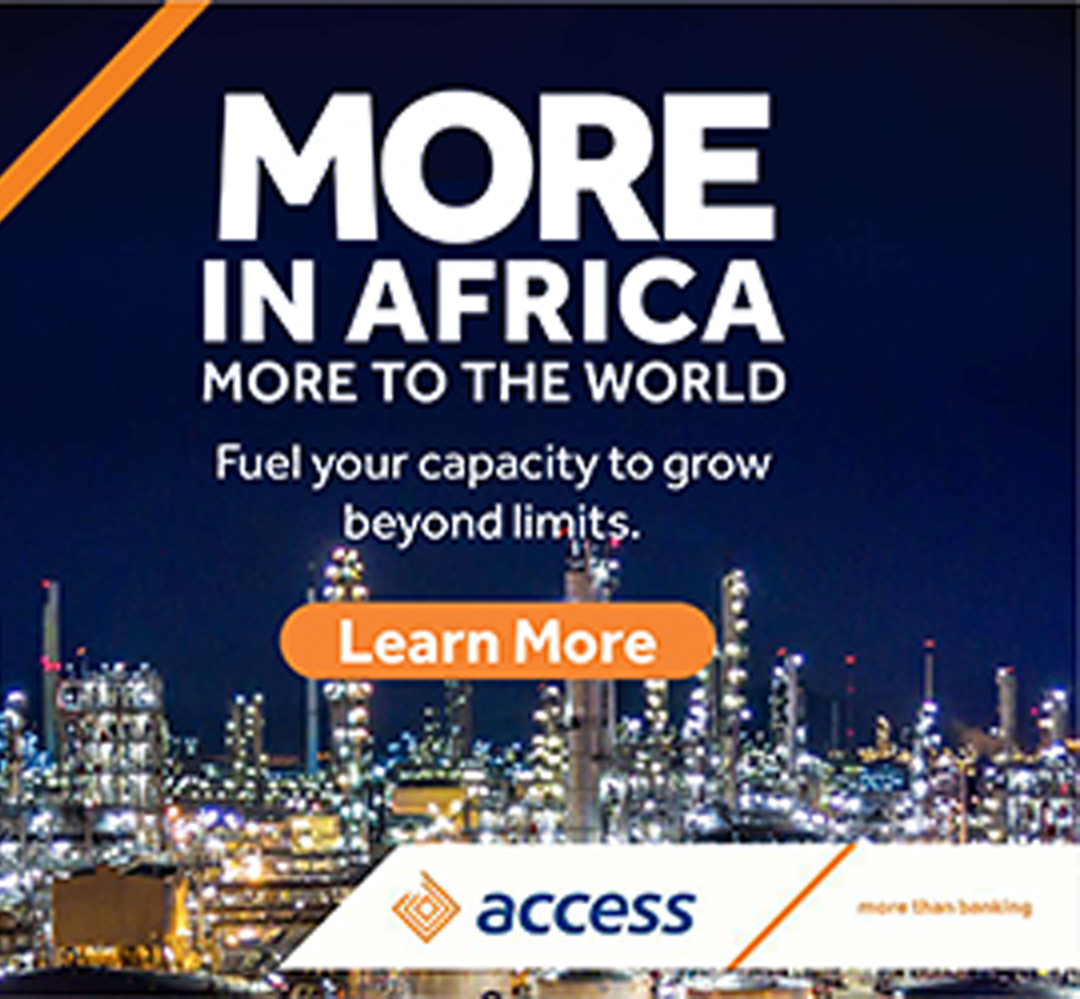 MORE
IN AFRICA
MORE TO THE WORLD
Fuel your capacity to grow
beyond limits.
Learn More
access
more than banking